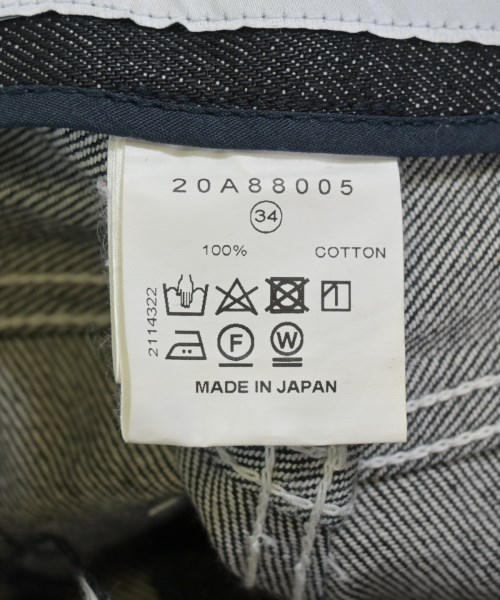 20A88005
34
100% COTTON
2114322
F W
MADE IN JAPAN